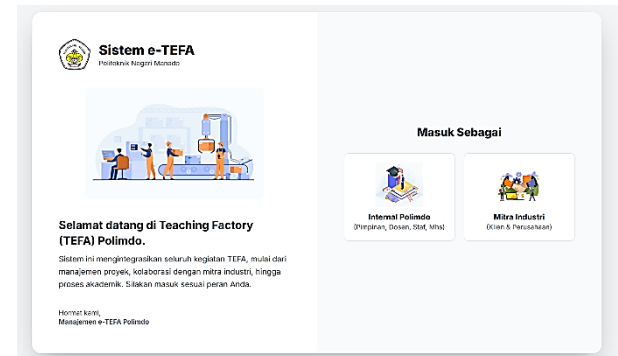 Sistem e-TEFA
Politeknik Negeri Manado
Selamat datang di Teaching Factory
(TEFA) Polimdo.
Sistem ini mengintegrasikan seluruh kegiatan TEFA, mulai dari
manajemen proyek, kolaborasi dengan mitra industri, hingga
proses akademik. Silakan masuk sesuai peran Anda.
Hormat kami,
Manajemen e-TEFA Polimdo
Masuk Sebagai
Internal Polimdo
(Pimpinan, Dosen, Staf, Mhs)
Mitra Industri
(Klien & Perusahaan)